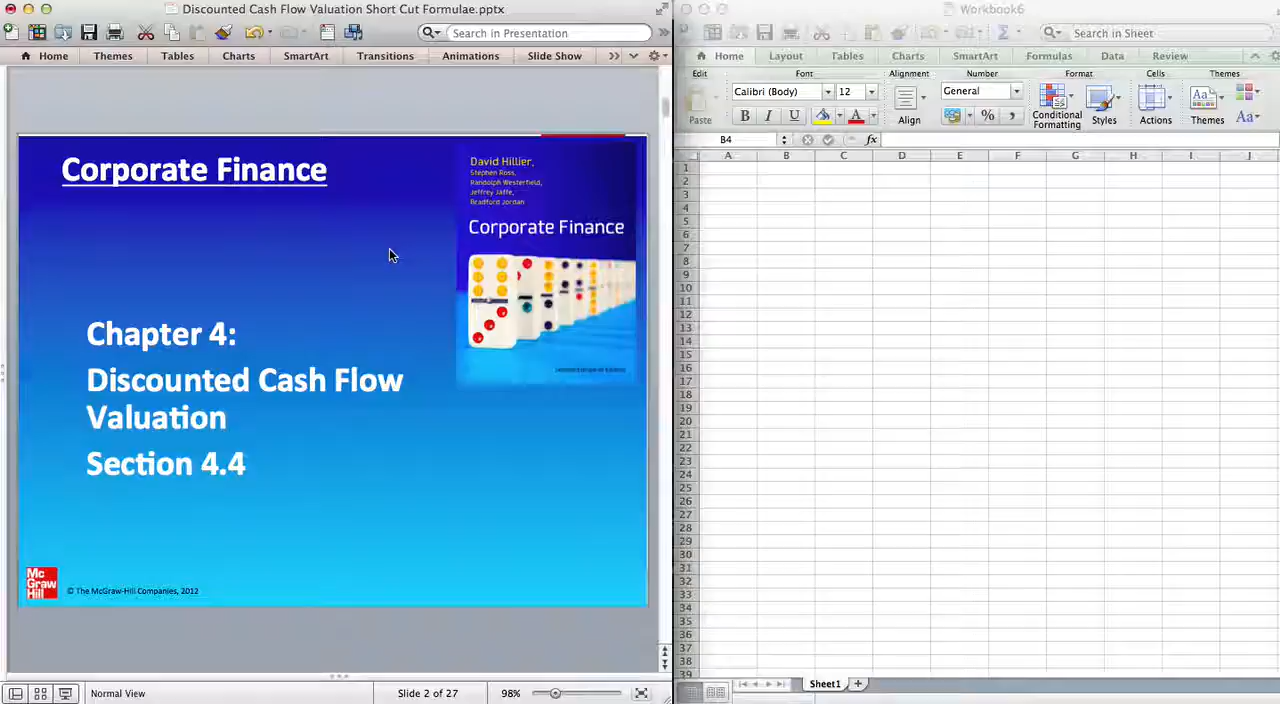 Discounted Cash Flow Valuation Short Cut Formulae.pptx
Search in Presentation
Home Themes Tables Charts SmartArt Transitions Animations Slide Show
Corporate Finance
David Hillier,
Stephen Ross,
Randolph Westerfield,
Jeffrey Jaffe,
Bradford Jordan
Corporate Finance
Chapter 4:
Discounted Cash Flow
Valuation
Section 4.4
Mc
Graw
Hill
© The McGraw-Hill Companies, 2012
Normal View Slide 2 of 27 98%
Workbook6
Search in Sheet
Home Layout Tables Charts SmartArt Formulas Data Review
Edit Font Alignment Number Format Cells Themes
Calibri (Body) 12 General
Paste B I U A Align % Conditional Formatting Styles Actions Themes Aa
B4 fx
A B C D E F G H I J
1
2
3
4
5
6
7
8
9
10
11
12
13
14
15
16
17
18
19
20
21
22
23
24
25
26
27
28
29
30
31
32
33
34
35
36
37
38
39
Sheet1